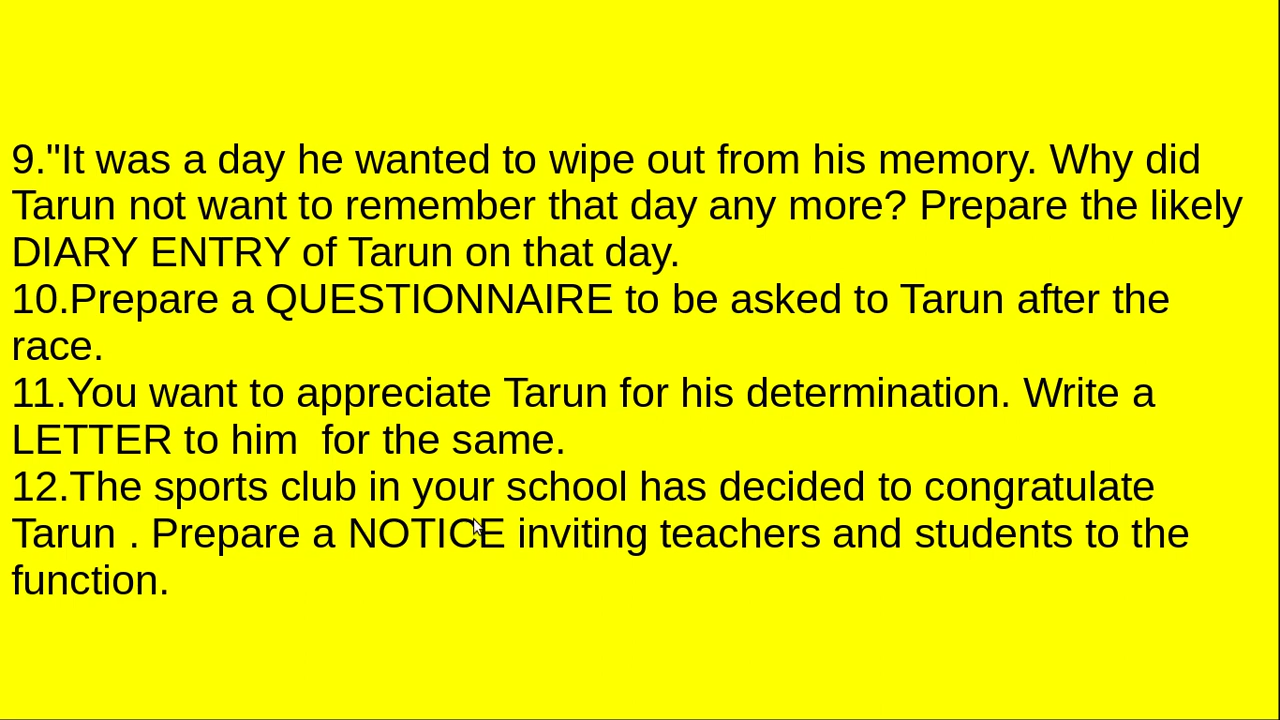 9."It was a day he wanted to wipe out from his memory. Why did
Tarun not want to remember that day any more? Prepare the likely
DIARY ENTRY of Tarun on that day.
10.Prepare a QUESTIONNAIRE to be asked to Tarun after the
race.
11.You want to appreciate Tarun for his determination. Write a
LETTER to him  for the same.
12.The sports club in your school has decided to congratulate
Tarun . Prepare a NOTICE inviting teachers and students to the
function.